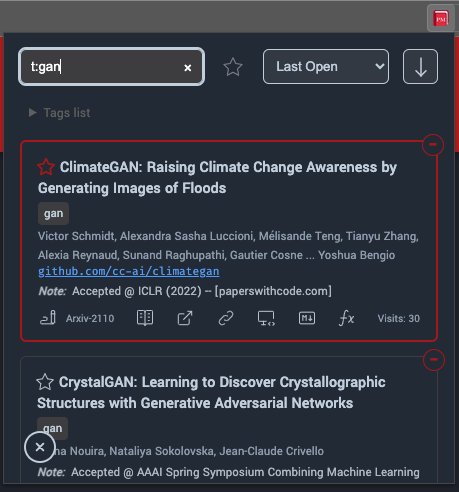 PM
t:gan ×
Last Open
Tags list
ClimateGAN: Raising Climate Change Awareness by
Generating Images of Floods
gan
Victor Schmidt, Alexandra Sasha Luccioni, Mélisande Teng, Tianyu Zhang,
Alexia Reynaud, Sunand Raghupathi, Gautier Cosne ... Yoshua Bengio
github.com/cc-ai/climategan
Note: Accepted @ ICLR (2022) – [paperswithcode.com]
Arxiv-2110 M↓ ƒx Visits: 30
CrystalGAN: Learning to Discover Crystallographic
Structures with Generative Adversarial Networks
gan
Nouira, Nataliya Sokolovska, Jean-Claude Crivello
Note: Accepted @ AAAI Spring Symposium Combining Machine Learning